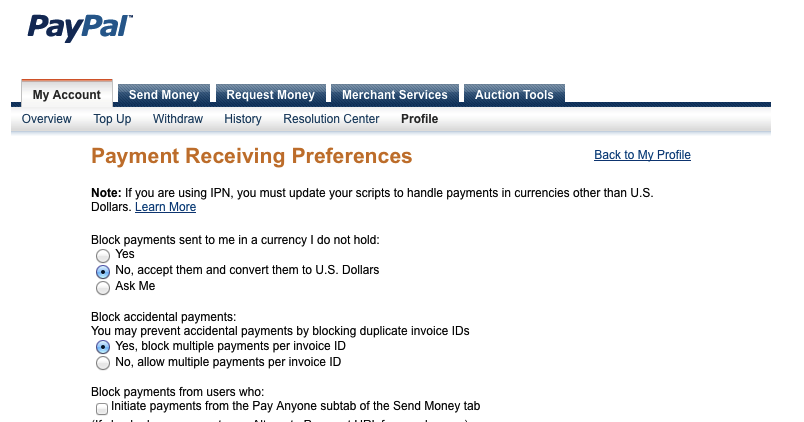 PayPal™
My Account Send Money Request Money Merchant Services Auction Tools
Overview Top Up Withdraw History Resolution Center Profile
Payment Receiving Preferences Back to My Profile
Note: If you are using IPN, you must update your scripts to handle payments in currencies other than U.S.
Dollars. Learn More
Block payments sent to me in a currency I do not hold:
Yes
No, accept them and convert them to U.S. Dollars
Ask Me
Block accidental payments:
You may prevent accidental payments by blocking duplicate invoice IDs
Yes, block multiple payments per invoice ID
No, allow multiple payments per invoice ID
Block payments from users who:
Initiate payments from the Pay Anyone subtab of the Send Money tab